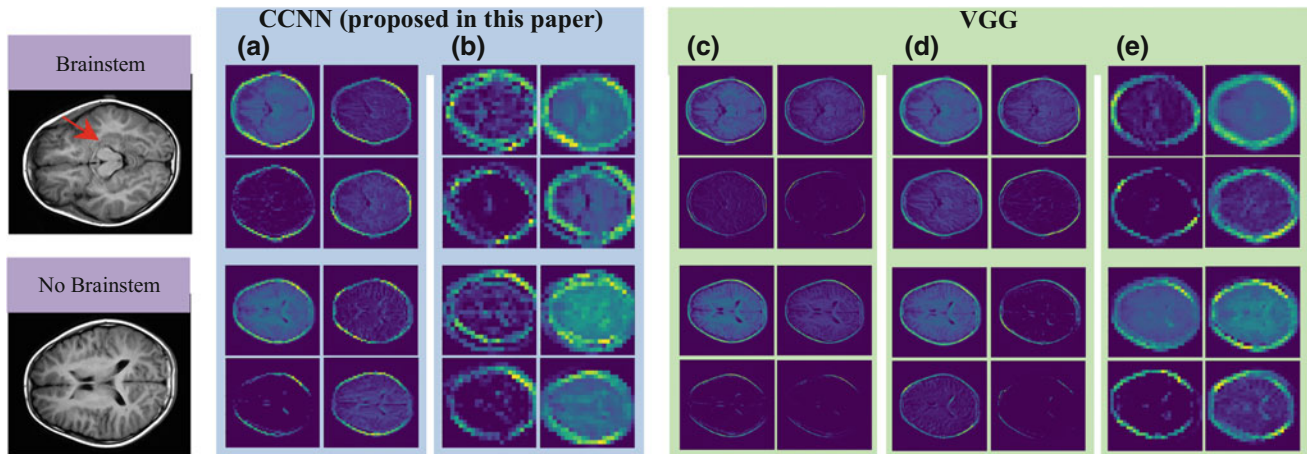 CCNN (proposed in this paper)
VGG
(a)
(b)
(c)
(d)
(e)
Brainstem
No Brainstem